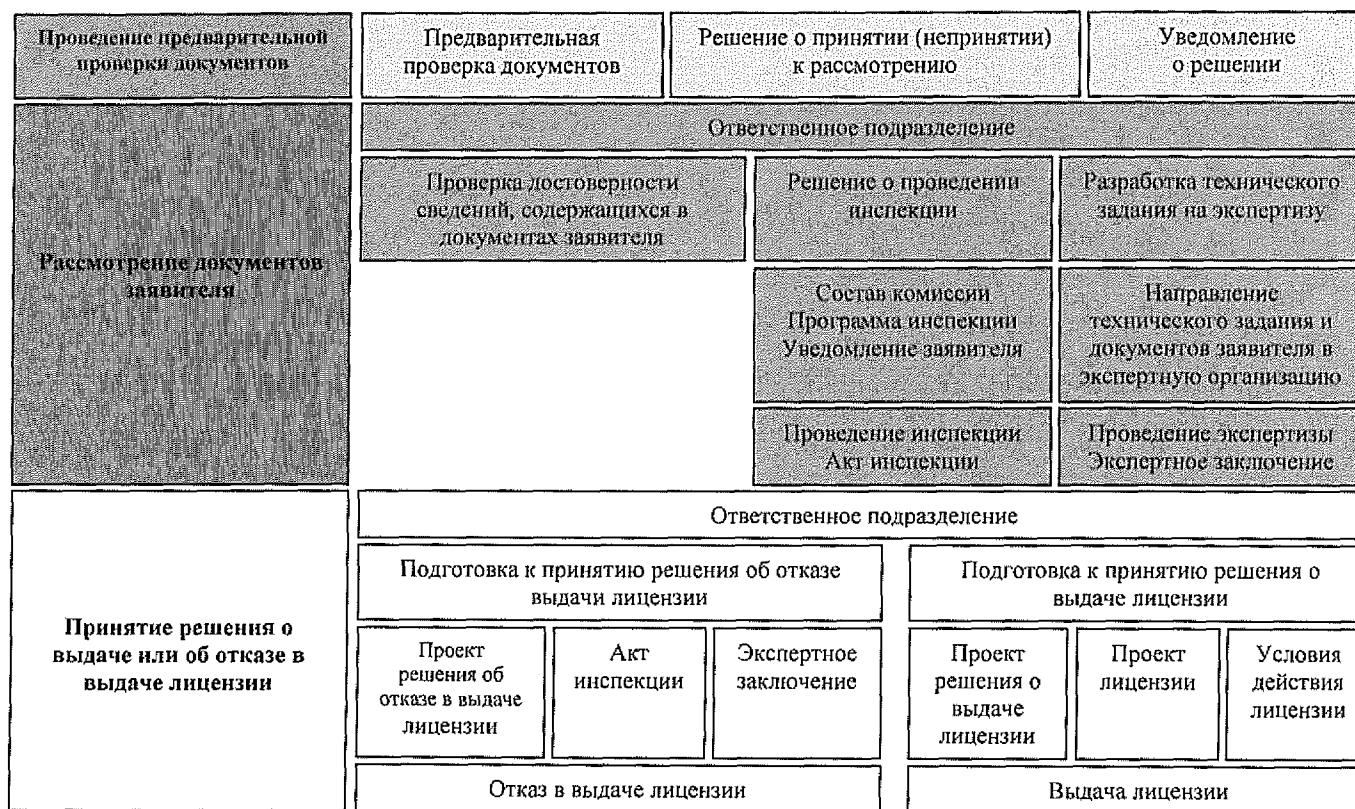 Проведение предварительной
проверки документов
Предварительная
проверка документов
Решение о принятии (непринятии)
к рассмотрению
Уведомление
о решении
Рассмотрение документов
заявителя
Ответственное подразделение
Проверка достоверности
сведений, содержащихся в
документах заявителя
Решение о проведении
инспекции
Разработка технического
задания на экспертизу
Состав комиссии
Программа инспекции
Уведомление заявителя
Направление
технического задания и
документов заявителя в
экспертную организацию
Проведение инспекции
Акт инспекции
Проведение экспертизы
Экспертное заключение
Принятие решения о
выдаче или об отказе в
выдаче лицензии
Ответственное подразделение
Подготовка к принятию решения об отказе
выдачи лицензии
Подготовка к принятию решения о
выдаче лицензии
Проект
решения об
отказе в выдаче
лицензии
Акт
инспекции
Экспертное
заключение
Проект
решения о
выдаче
лицензии
Проект
лицензии
Условия
действия
лицензии
Отказ в выдаче лицензии
Выдача лицензии